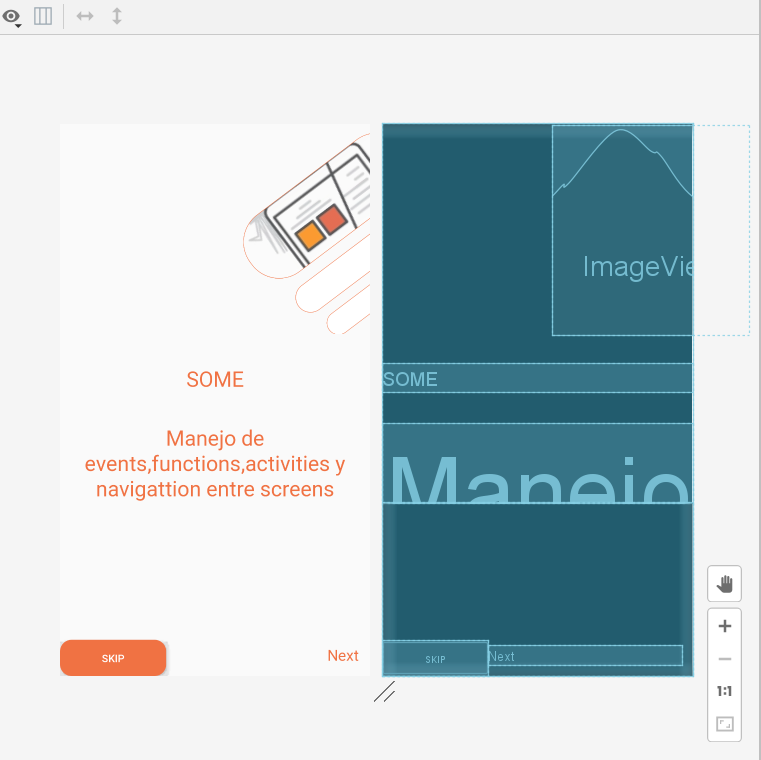 SOME
Manejo de
events,functions,activities y
navigattion entre screens
SKIP
Next
ImageVie
SOME
Manejo
SKIP
Next
1:1